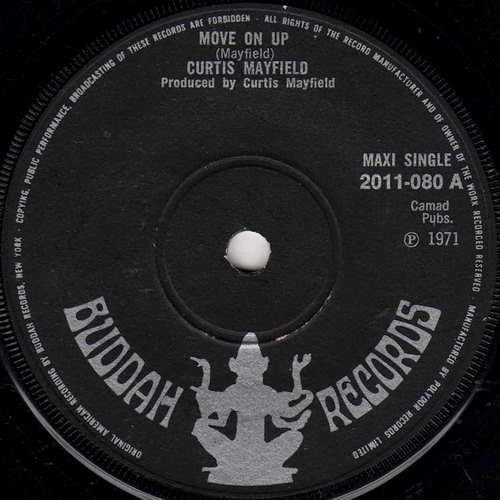 COPYING, PUBLIC PERFORMANCE, BROADCASTING OF THESE RECORDS ARE FORBIDDEN · ALL RIGHTS OF THE RECORD MANUFACTURER AND OF OWNER OF THE WORK RECORDED RESERVED ·
MOVE ON UP
(Mayfield)
CURTIS MAYFIELD
Produced by Curtis Mayfield
MAXI SINGLE
2011-080 A
Camad
Pubs.
Ⓟ 1971
BUDDAH RECORDS
ORIGINAL AMERICAN RECORDING BY BUDDAH RECORDS, NEW YORK ·
MANUFACTURED BY POLYDOR RECORDS LIMITED